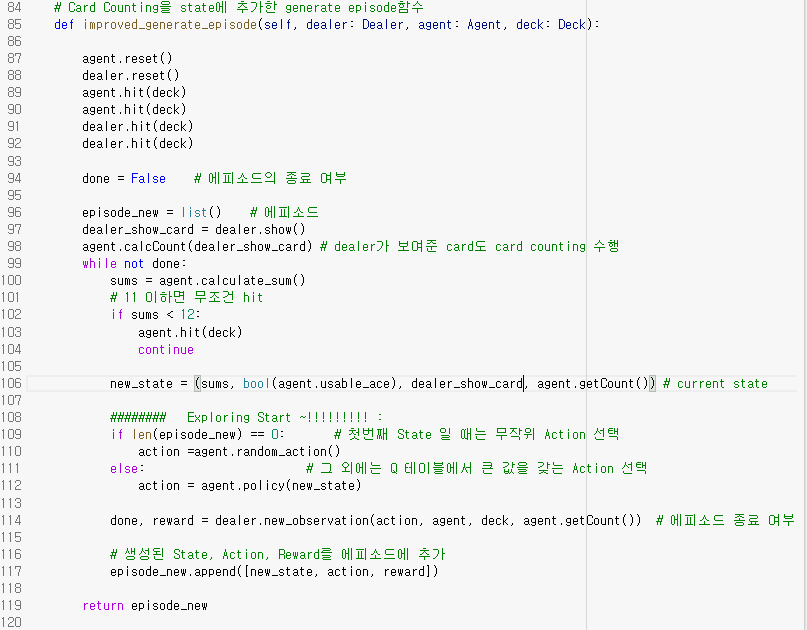 84 # Card Counting을 state에 추가한 generate episode함수
85 def improved_generate_episode(self, dealer: Dealer, agent: Agent, deck: Deck):
86
87 agent.reset()
88 dealer.reset()
89 agent.hit(deck)
90 agent.hit(deck)
91 dealer.hit(deck)
92 dealer.hit(deck)
93
94 done = False # 에피소드의 종료 여부
95
96 episode_new = list() # 에피소드
97 dealer_show_card = dealer.show()
98 agent.calcCount(dealer_show_card) # dealer가 보여준 card도 card counting 수행
99 while not done:
100 sums = agent.calculate_sum()
101 # 11 이하면 무조건 hit
102 if sums < 12:
103 agent.hit(deck)
104 continue
105
106 new_state = (sums, bool(agent.usable_ace), dealer_show_card, agent.getCount()) # current state
107
108 ######## Exploring Start ~!!!!!!!!! :
109 if len(episode_new) == 0: # 첫번째 State 일 때는 무작위 Action 선택
110 action =agent.random_action()
111 else: # 그 외에는 Q 테이블에서 큰 값을 갖는 Action 선택
112 action = agent.policy(new_state)
113
114 done, reward = dealer.new_observation(action, agent, deck, agent.getCount()) # 에피소드 종료 여부
115
116 # 생성된 State, Action, Reward를 에피소드에 추가
117 episode_new.append([new_state, action, reward])
118
119 return episode_new
120